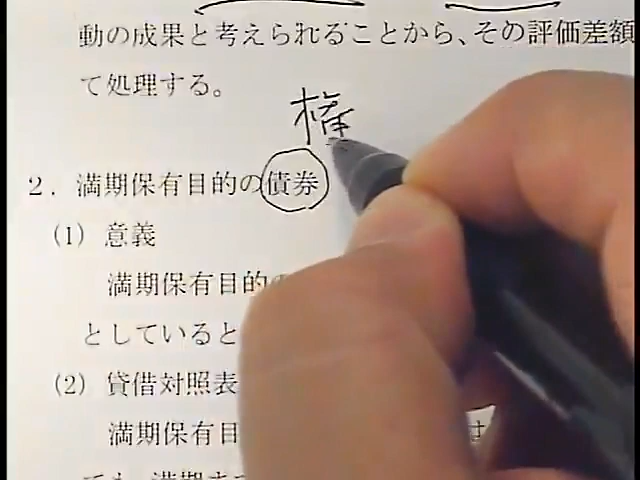 動の成果と考えられることから、その評価差額
て処理する。
権
2．満期保有目的の債券
(1) 意義
満期保有目的の
としていると
(2) 貸借対照表
満期保有目
は